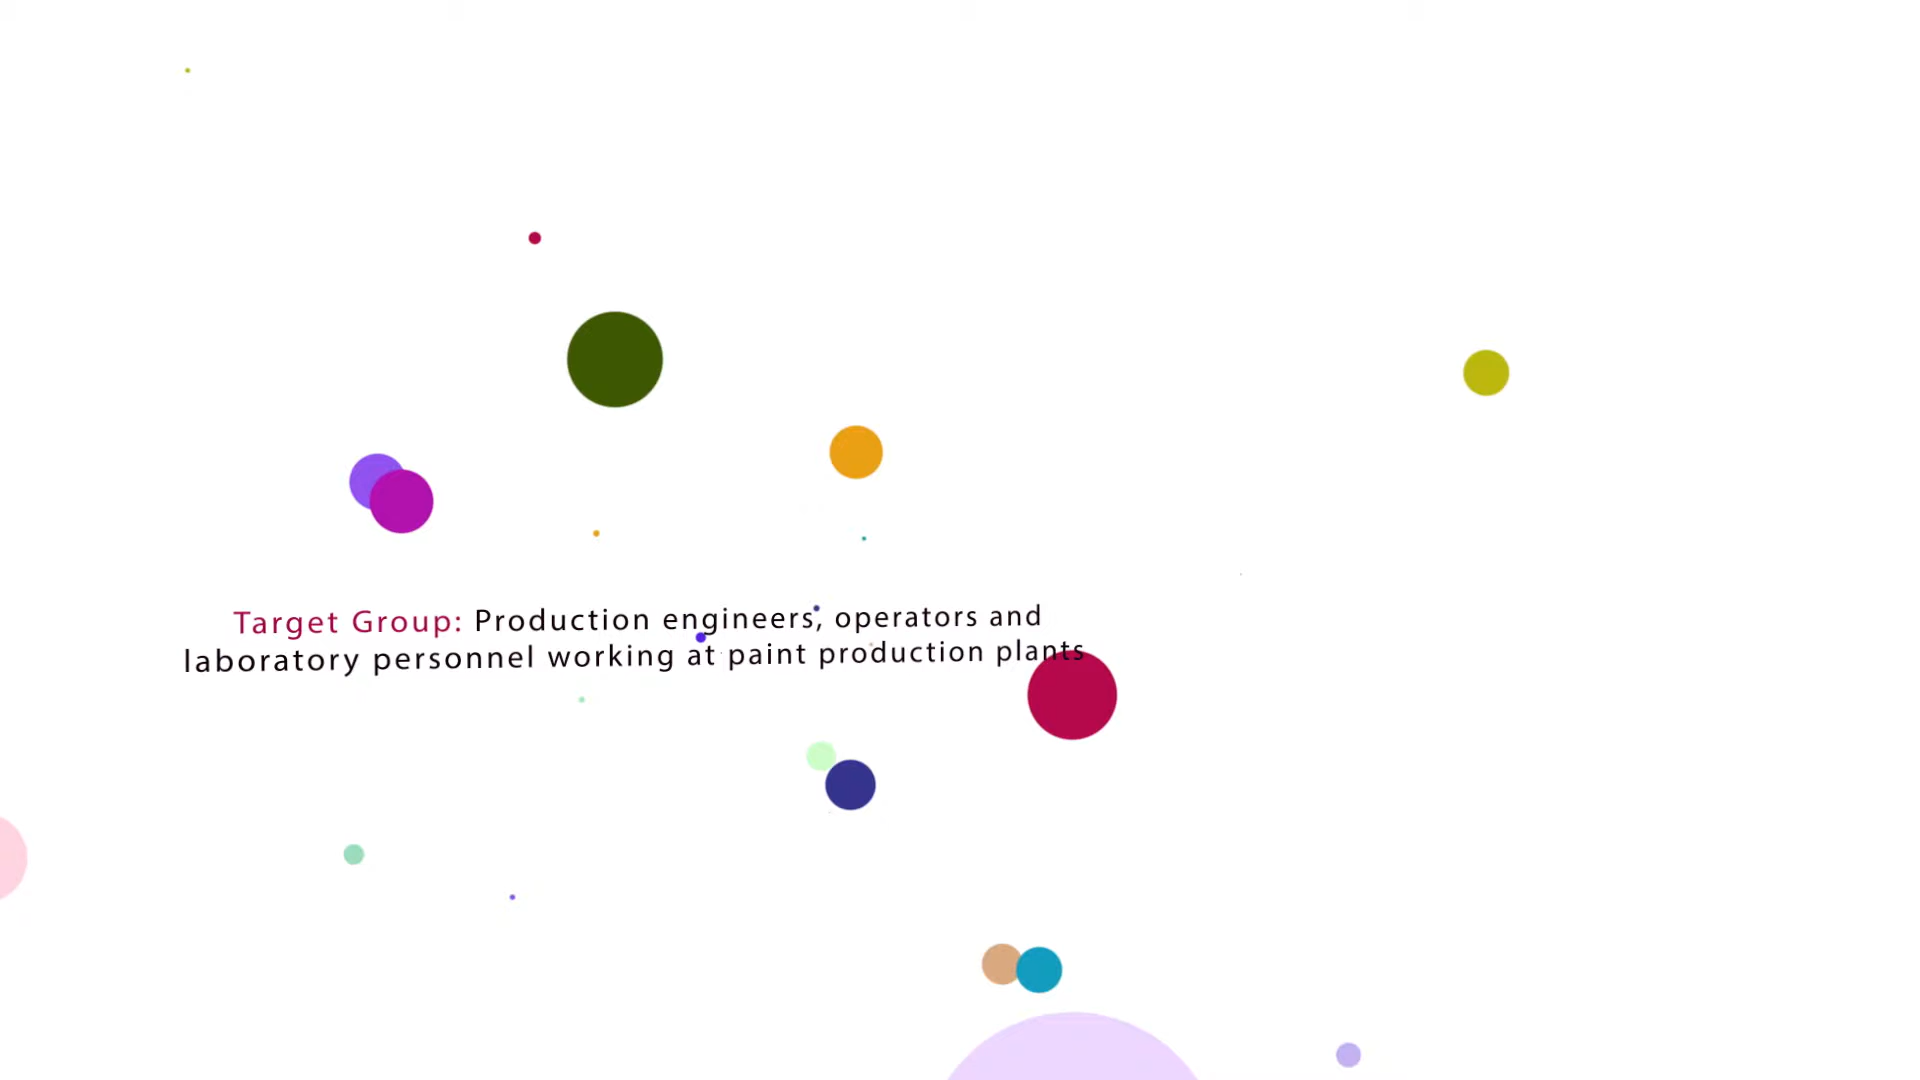 Target Group: Production engineers, operators and
laboratory personnel working at paint production plants